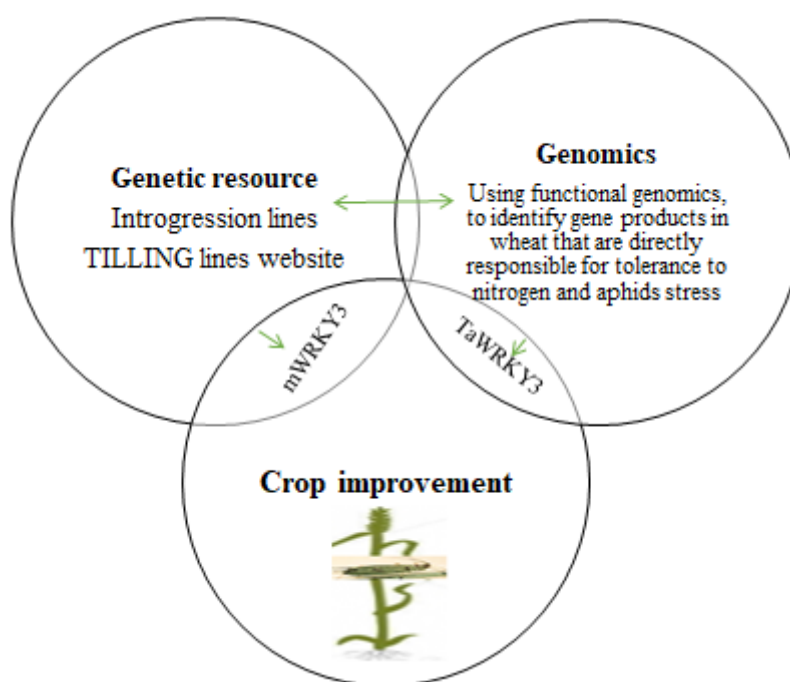 Genetic resource
Introgression lines
TILLING lines website
Genomics
Using functional genomics,
to identify gene products in
wheat that are directly
responsible for tolerance to
nitrogen and aphids stress
mWRKY3
TaWRKY3
Crop improvement